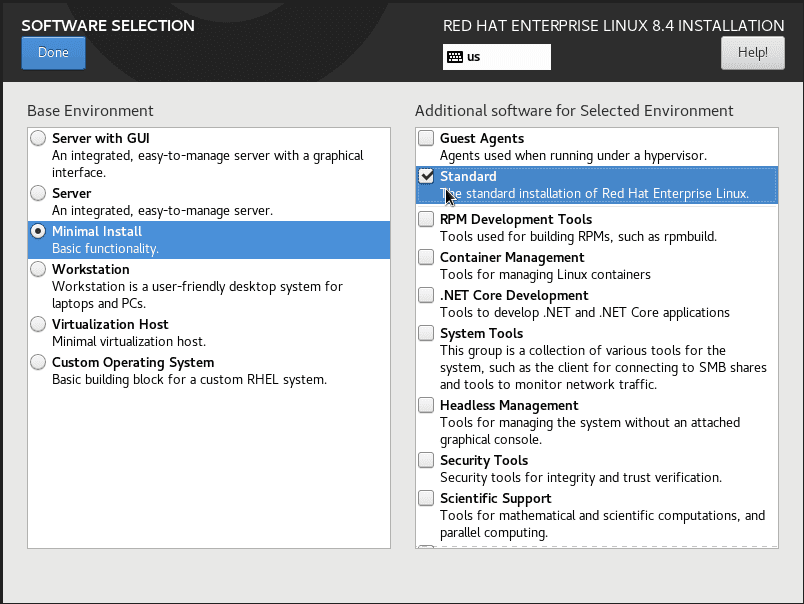 SOFTWARE SELECTION
RED HAT ENTERPRISE LINUX 8.4 INSTALLATION
Done
us
Help!
Base Environment
Server with GUI
An integrated, easy-to-manage server with a graphical
interface.
Server
An integrated, easy-to-manage server.
Minimal Install
Basic functionality.
Workstation
Workstation is a user-friendly desktop system for
laptops and PCs.
Virtualization Host
Minimal virtualization host.
Custom Operating System
Basic building block for a custom RHEL system.
Additional software for Selected Environment
Guest Agents
Agents used when running under a hypervisor.
Standard
The standard installation of Red Hat Enterprise Linux.
RPM Development Tools
Tools used for building RPMs, such as rpmbuild.
Container Management
Tools for managing Linux containers
.NET Core Development
Tools to develop .NET and .NET Core applications
System Tools
This group is a collection of various tools for the
system, such as the client for connecting to SMB shares
and tools to monitor network traffic.
Headless Management
Tools for managing the system without an attached
graphical console.
Security Tools
Security tools for integrity and trust verification.
Scientific Support
Tools for mathematical and scientific computations, and
parallel computing.